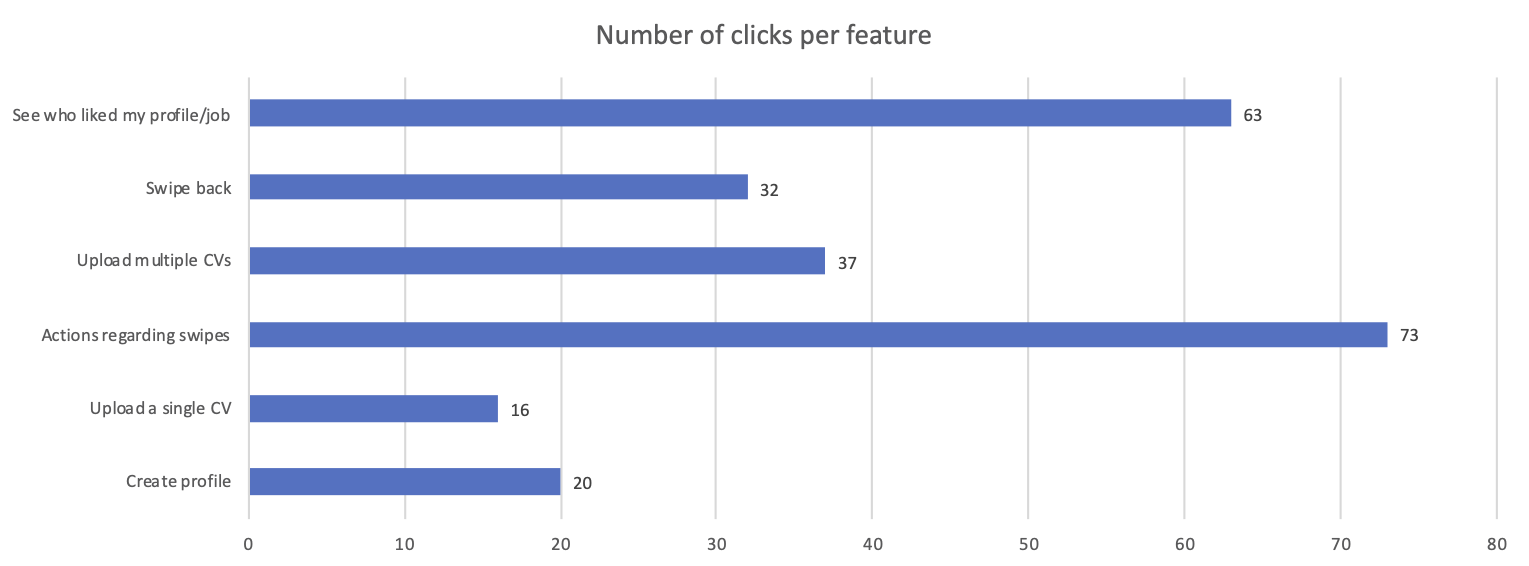 Number of clicks per feature
See who liked my profile/job
63
Swipe back
32
Upload multiple CVs
37
Actions regarding swipes
73
Upload a single CV
16
Create profile
20
0 10 20 30 40 50 60 70 80